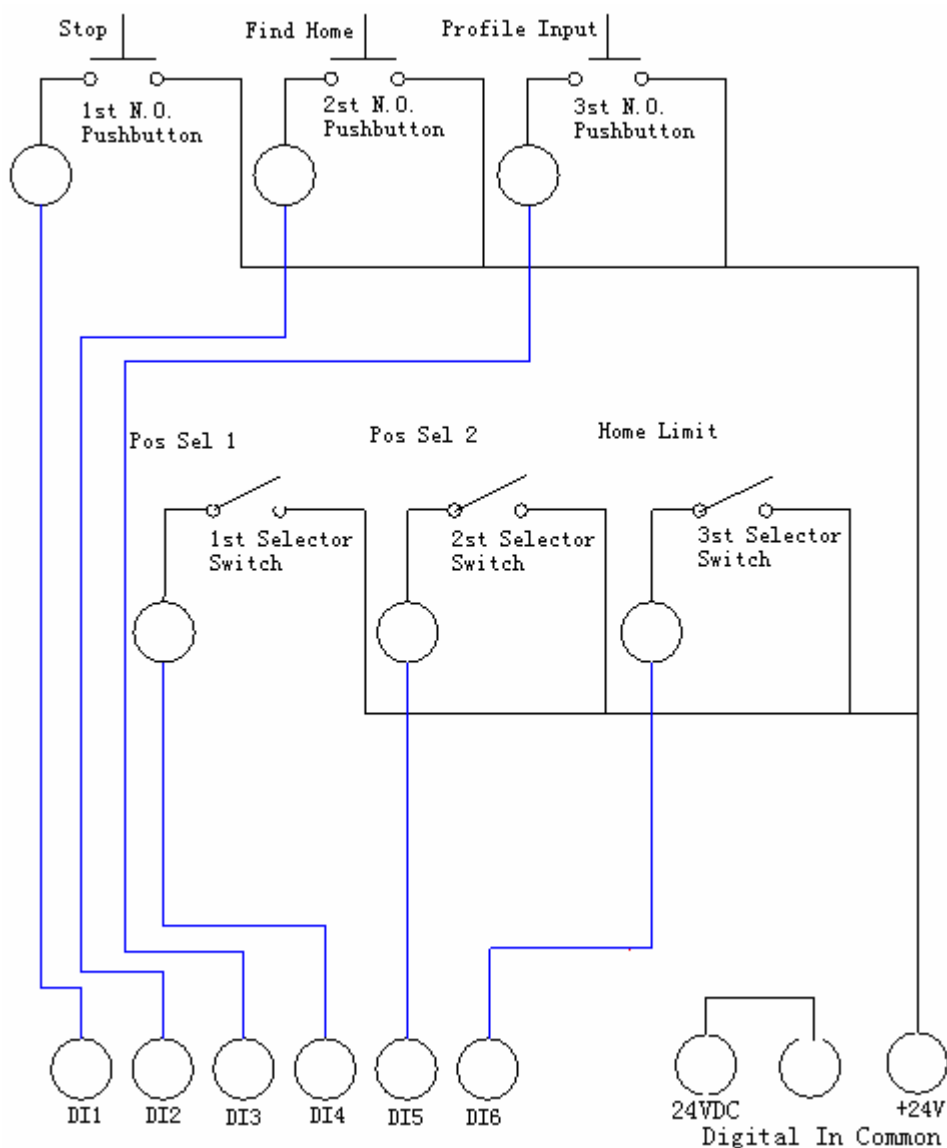 Stop
Find Home
Profile Input
1st N.O.
Pushbutton
2st N.O.
Pushbutton
3st N.O.
Pushbutton
Pos Sel 1
Pos Sel 2
Home Limit
1st Selector
Switch
2st Selector
Switch
3st Selector
Switch
DI1
DI2
DI3
DI4
DI5
DI6
24VDC
+24V
Digital In Common